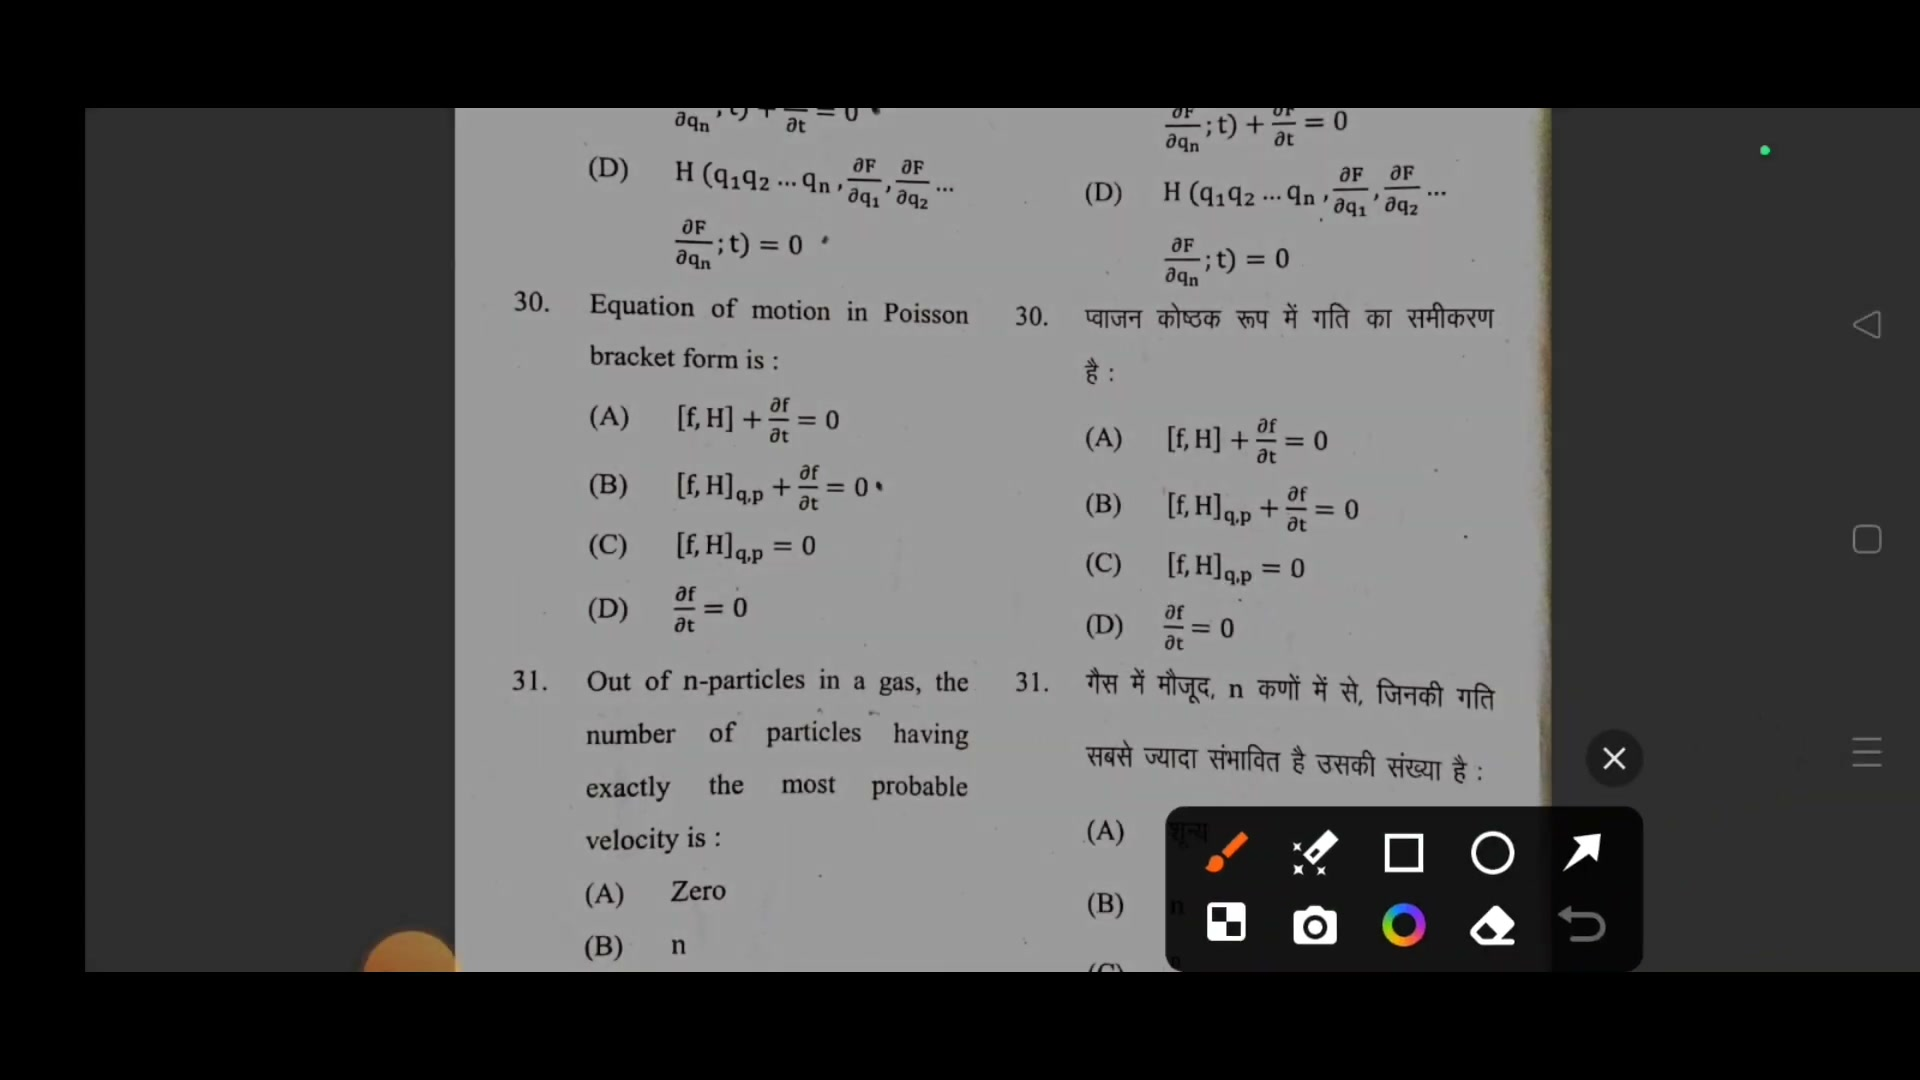 ∂qn ; t) + ∂t = 0
(D) H (q₁q₂ ... qₙ , ∂F/∂q₁ , ∂F/∂q₂ ...
∂F/∂qₙ ; t) = 0
30. Equation of motion in Poisson
bracket form is :
(A) [f, H] + ∂f/∂t = 0
(B) [f, H]q,p + ∂f/∂t = 0
(C) [f, H]q,p = 0
(D) ∂f/∂t = 0
31. Out of n-particles in a gas, the
number of particles having
exactly the most probable
velocity is :
(A) Zero
(B) n
∂F/∂qₙ ; t) + ∂F/∂t = 0
(D) H (q₁q₂ ... qₙ , ∂F/∂q₁ , ∂F/∂q₂ ...
∂F/∂qₙ ; t) = 0
30. प्वाजन कोष्ठक रूप में गति का समीकरण
है :
(A) [f, H] + ∂f/∂t = 0
(B) [f, H]q,p + ∂f/∂t = 0
(C) [f, H]q,p = 0
(D) ∂f/∂t = 0
31. गैस में मौजूद, n कणों में से, जिनकी गति
सबसे ज्यादा संभावित है उसकी संख्या है :
(A) शून्य
(B) n